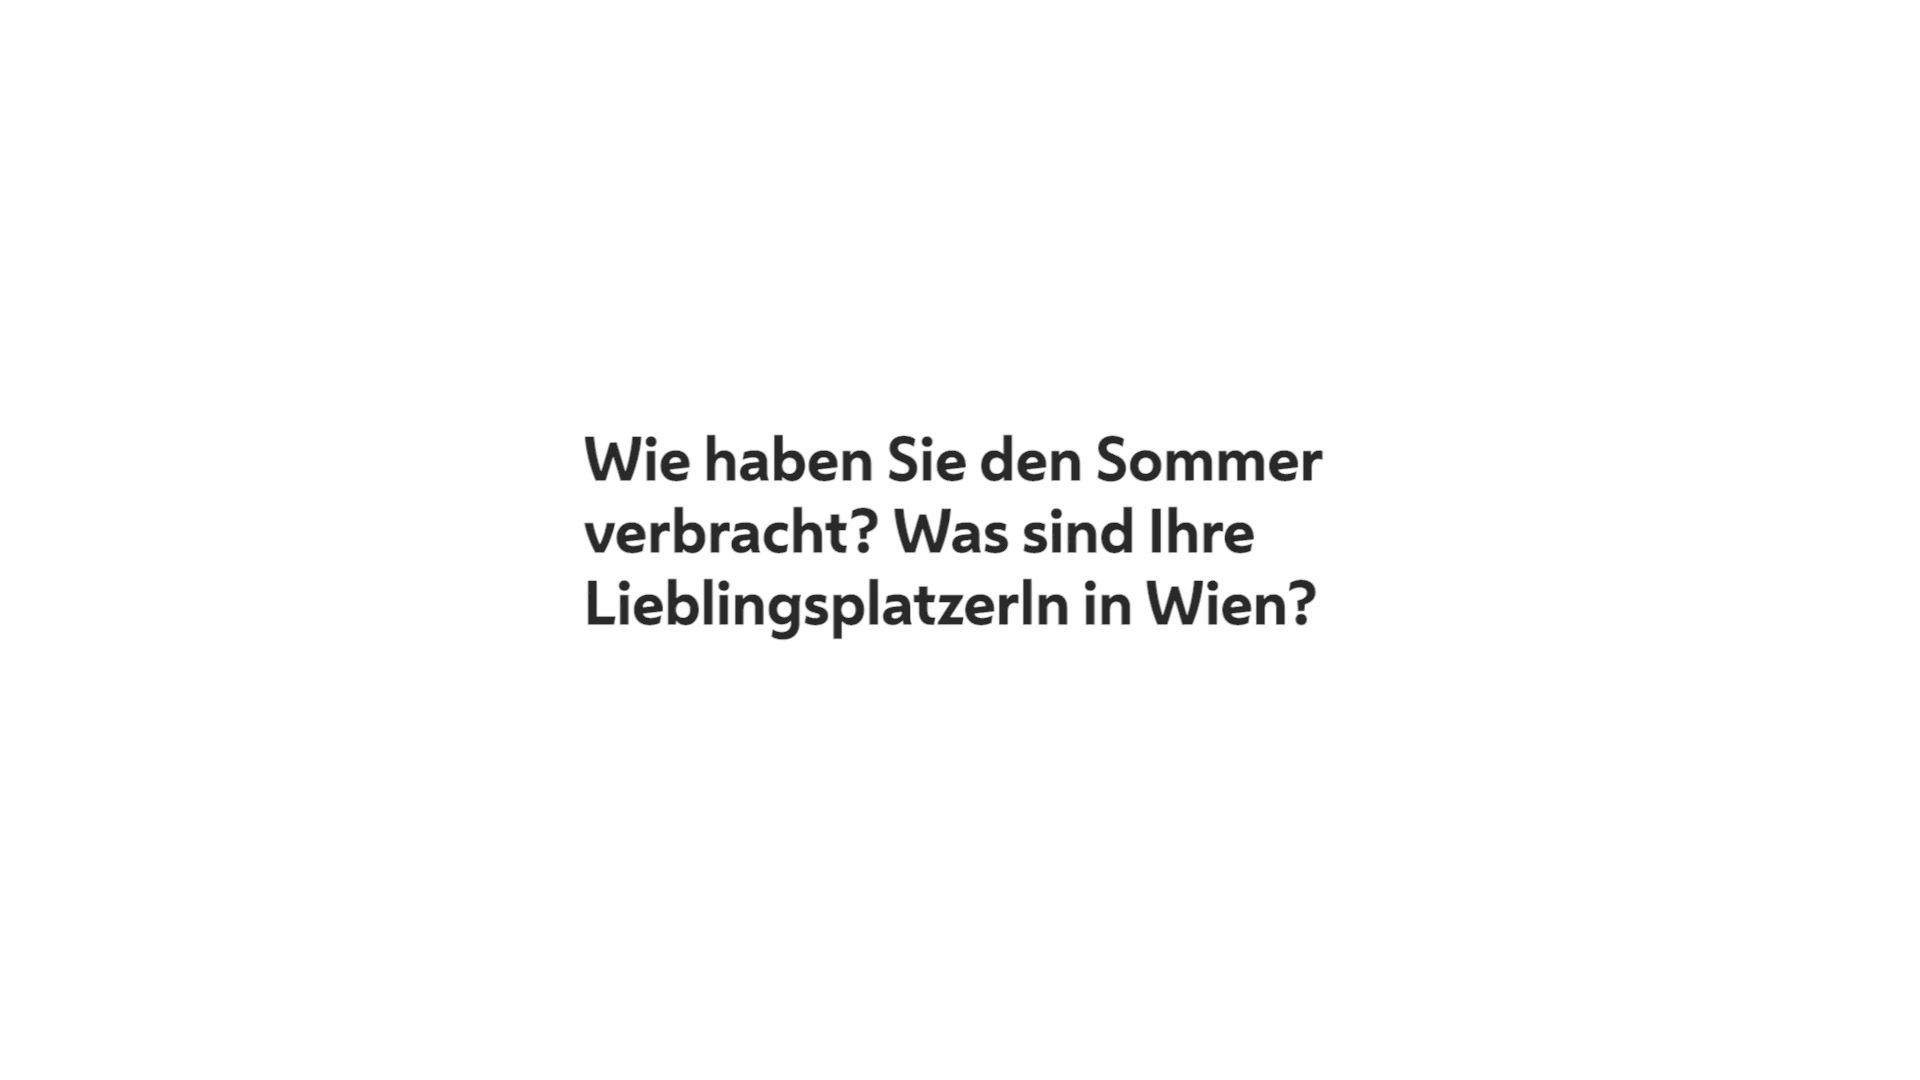 Wie haben Sie den Sommer
verbracht? Was sind Ihre
Lieblingsplatzerln in Wien?